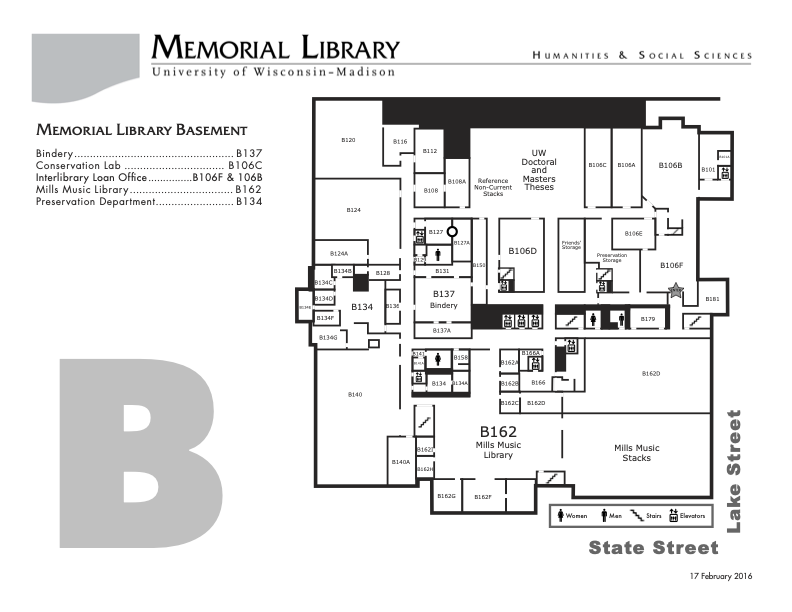 MEMORIAL LIBRARY
University of Wisconsin–Madison
HUMANITIES & SOCIAL SCIENCES
MEMORIAL LIBRARY BASEMENT
Bindery................................................ B137
Conservation Lab .............................. B106C
Interlibrary Loan Office.............B106F & 106B
Mills Music Library............................... B162
Preservation Department........................ B134
B120
B116
B112
B108
B108A
Reference
Non-Current
Stacks
UW
Doctoral
and
Masters
Theses
B106C
B106A
B106B
B101
B124
B124A
B127
B127A
B150
B106D
Friends'
Storage
Preservation
Storage
B106E
B106F
B181
B134B
B128
B131
B134C
B134D
B134
B134F
B134G
B137
Bindery
B137A
B179
B141
B158
B134
B134A
B162A
B166A
B162B
B166
B162C
B162D
B162D
B140
B140A
B162H
B162
Mills Music
Library
Mills Music
Stacks
B162G
B162F
Women
Men
Stairs
Elevators
B
Lake Street
State Street
17 February 2016